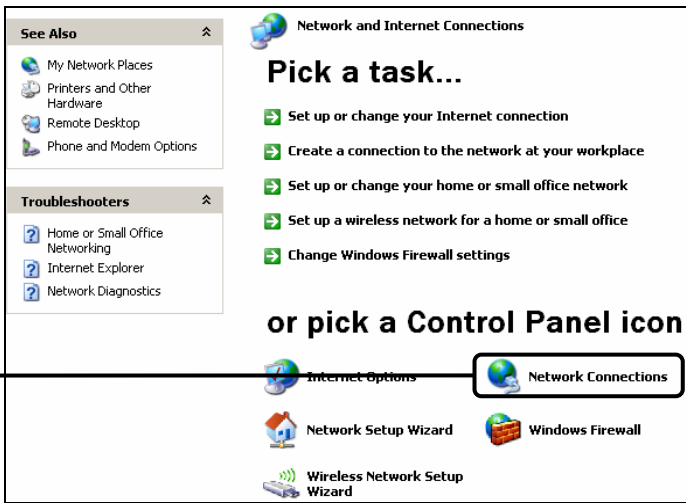 See Also
My Network Places
Printers and Other
Hardware
Remote Desktop
Phone and Modem Options
Troubleshooters
Home or Small Office
Networking
Internet Explorer
Network Diagnostics
Network and Internet Connections
Pick a task...
Set up or change your Internet connection
Create a connection to the network at your workplace
Set up or change your home or small office network
Set up a wireless network for a home or small office
Change Windows Firewall settings
or pick a Control Panel icon
Internet Options
Network Connections
Network Setup Wizard
Windows Firewall
Wireless Network Setup
Wizard